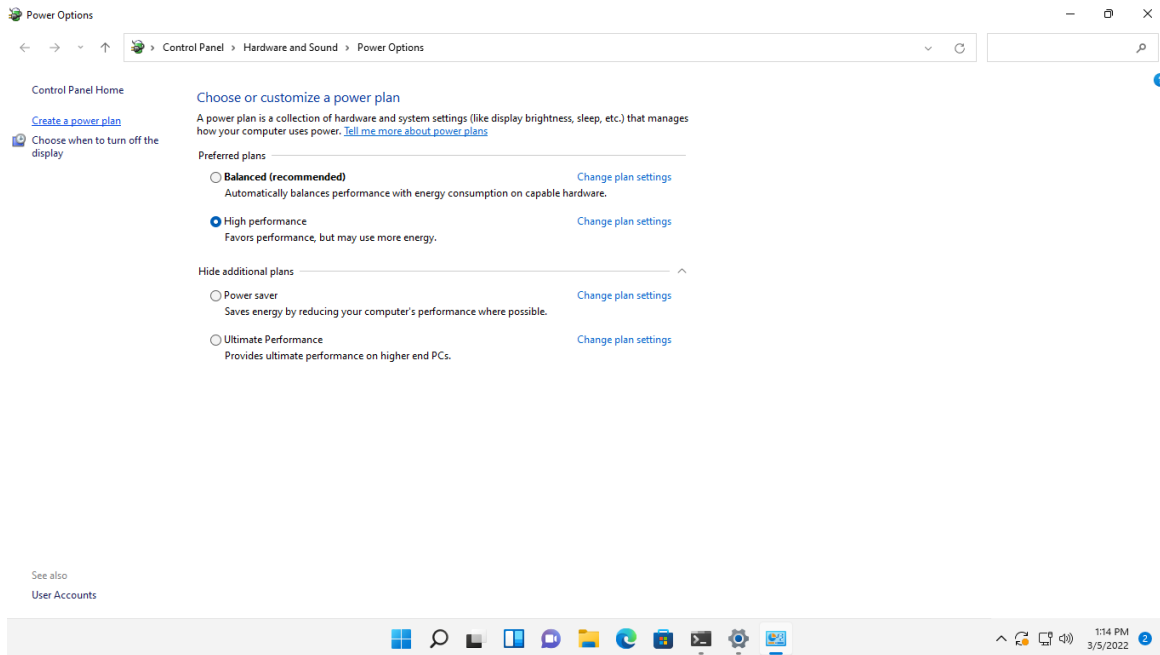 Power Options
Control Panel › Hardware and Sound › Power Options
Control Panel Home
Create a power plan
Choose when to turn off the
display
Choose or customize a power plan
A power plan is a collection of hardware and system settings (like display brightness, sleep, etc.) that manages
how your computer uses power. Tell me more about power plans
Preferred plans
Balanced (recommended) Change plan settings
Automatically balances performance with energy consumption on capable hardware.
High performance Change plan settings
Favors performance, but may use more energy.
Hide additional plans
Power saver Change plan settings
Saves energy by reducing your computer's performance where possible.
Ultimate Performance Change plan settings
Provides ultimate performance on higher end PCs.
See also
User Accounts
1:14 PM
3/5/2022
2